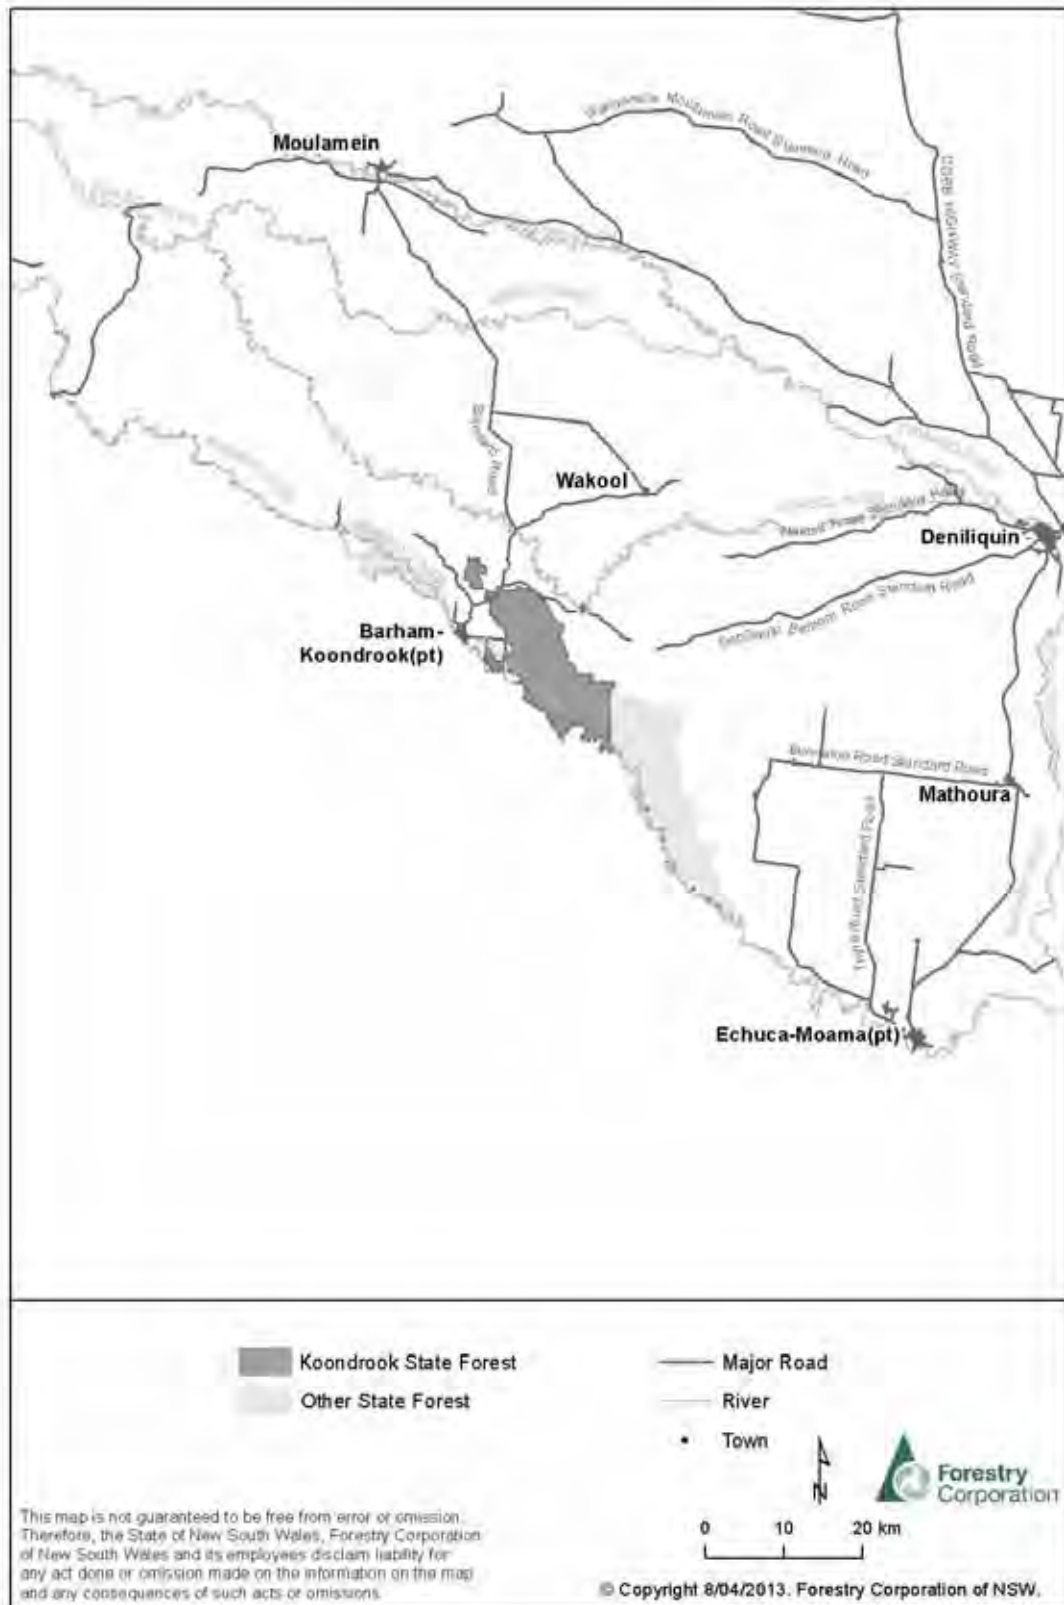 Moulamein
COBB HIGHWAY Standard Road
Wakool
Deniliquin
Barham-
Koondrook(pt)
Mathoura
Echuca-Moama(pt)
Koondrook State Forest
Other State Forest
Major Road
River
Town
N
Forestry
Corporation
0 10 20 km
This map is not guaranteed to be free from error or omission.
Therefore, the State of New South Wales, Forestry Corporation
of New South Wales and its employees disclaim liability for
any act done or omission made on the information on the map
and any consequences of such acts or omissions.
© Copyright 8/04/2013. Forestry Corporation of NSW.